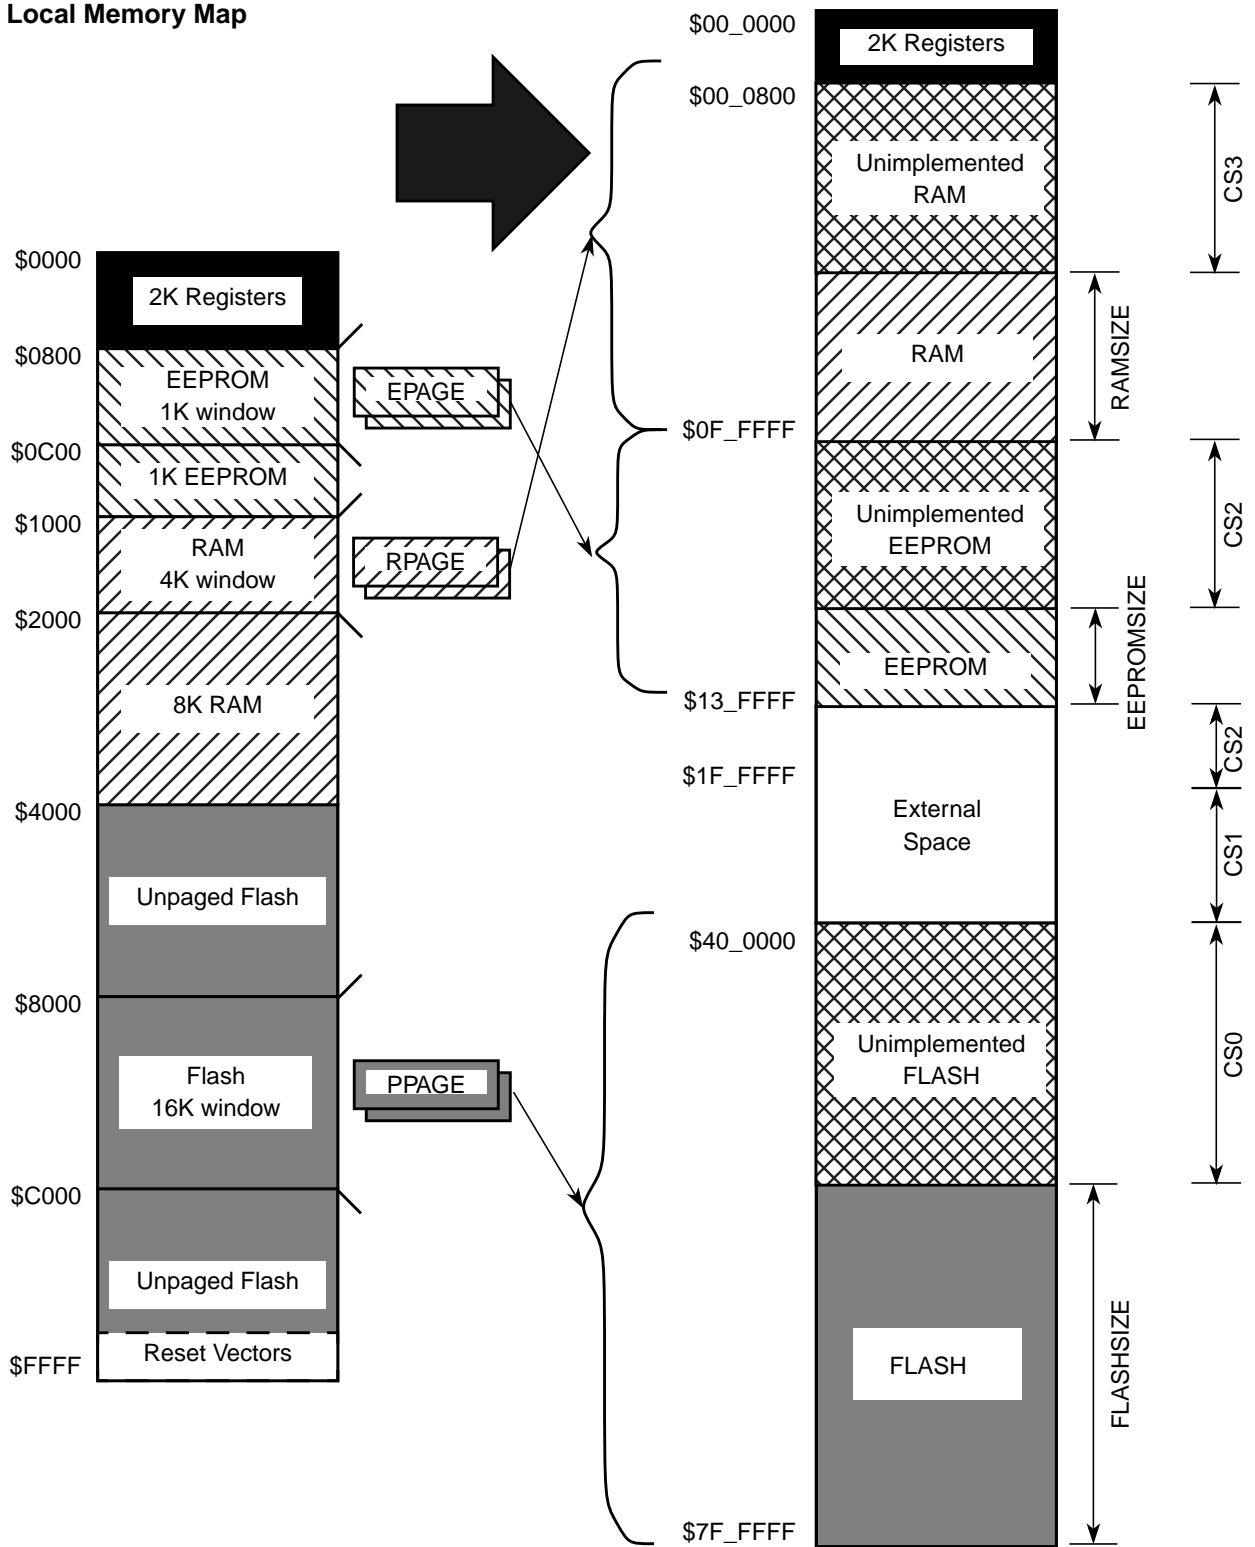 Local Memory Map
$0000
2K Registers
$0800
EEPROM
1K window
$0C00
1K EEPROM
$1000
RAM
4K window
$2000
8K RAM
$4000
Unpaged Flash
$8000
Flash
16K window
$C000
Unpaged Flash
Reset Vectors
$FFFF
EPAGE
RPAGE
PPAGE
$00_0000
2K Registers
$00_0800
Unimplemented
RAM
CS3
RAM
RAMSIZE
$0F_FFFF
Unimplemented
EEPROM
CS2
EEPROM
EEPROMSIZE
$13_FFFF
CS2
$1F_FFFF
External
Space
CS1
$40_0000
Unimplemented
FLASH
CS0
FLASH
FLASHSIZE
$7F_FFFF